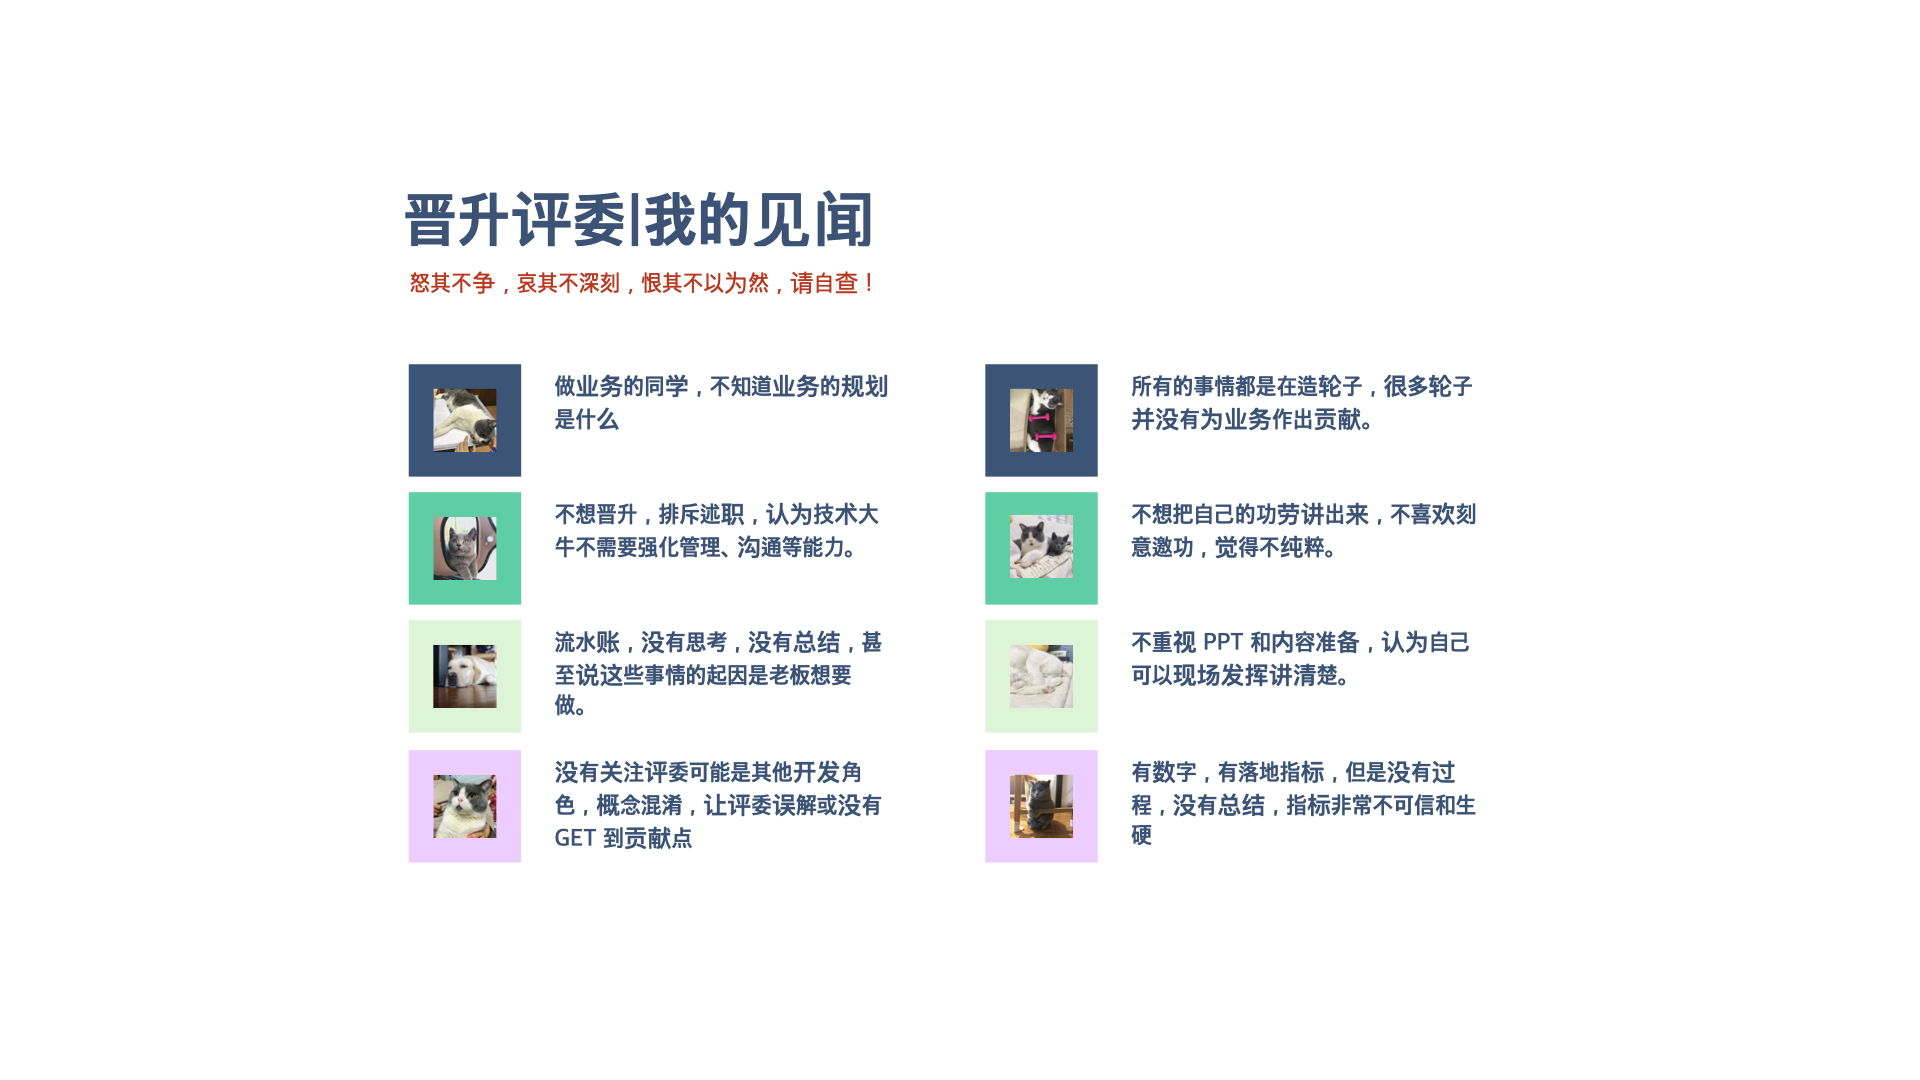 晋升评委|我的见闻
怒其不争，哀其不深刻，恨其不以为然，请自查！
做业务的同学，不知道业务的规划
是什么
不想晋升，排斥述职，认为技术大
牛不需要强化管理、沟通等能力。
流水账，没有思考，没有总结，甚
至说这些事情的起因是老板想要
做。
没有关注评委可能是其他开发角
色，概念混淆，让评委误解或没有
GET 到贡献点
所有的事情都是在造轮子，很多轮子
并没有为业务作出贡献。
不想把自己的功劳讲出来，不喜欢刻
意邀功，觉得不纯粹。
不重视 PPT 和内容准备，认为自己
可以现场发挥讲清楚。
有数字，有落地指标，但是没有过
程，没有总结，指标非常不可信和生
硬